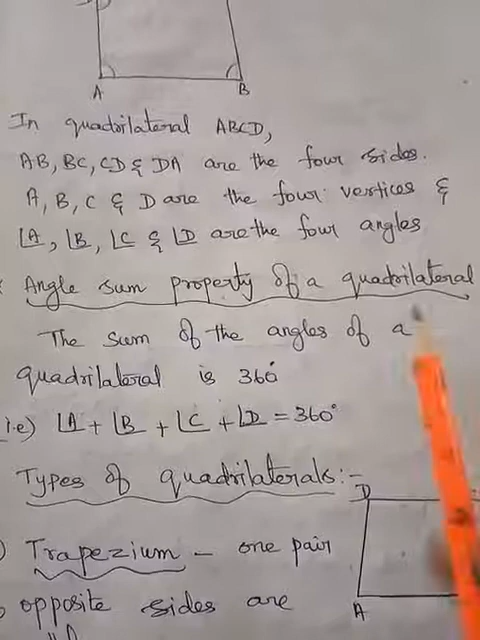 A B
In quadrilateral ABCD,
AB, BC, CD & DA are the four sides.
A, B, C & D are the four vertices &
∠A, ∠B, ∠C & ∠D are the four angles
Angle sum property of a quadrilateral
The sum of the angles of a
quadrilateral is 360°
i.e) ∠A + ∠B + ∠C + ∠D = 360°
Types of quadrilaterals:-
D
) Trapezium - one pair
opposite sides are
A